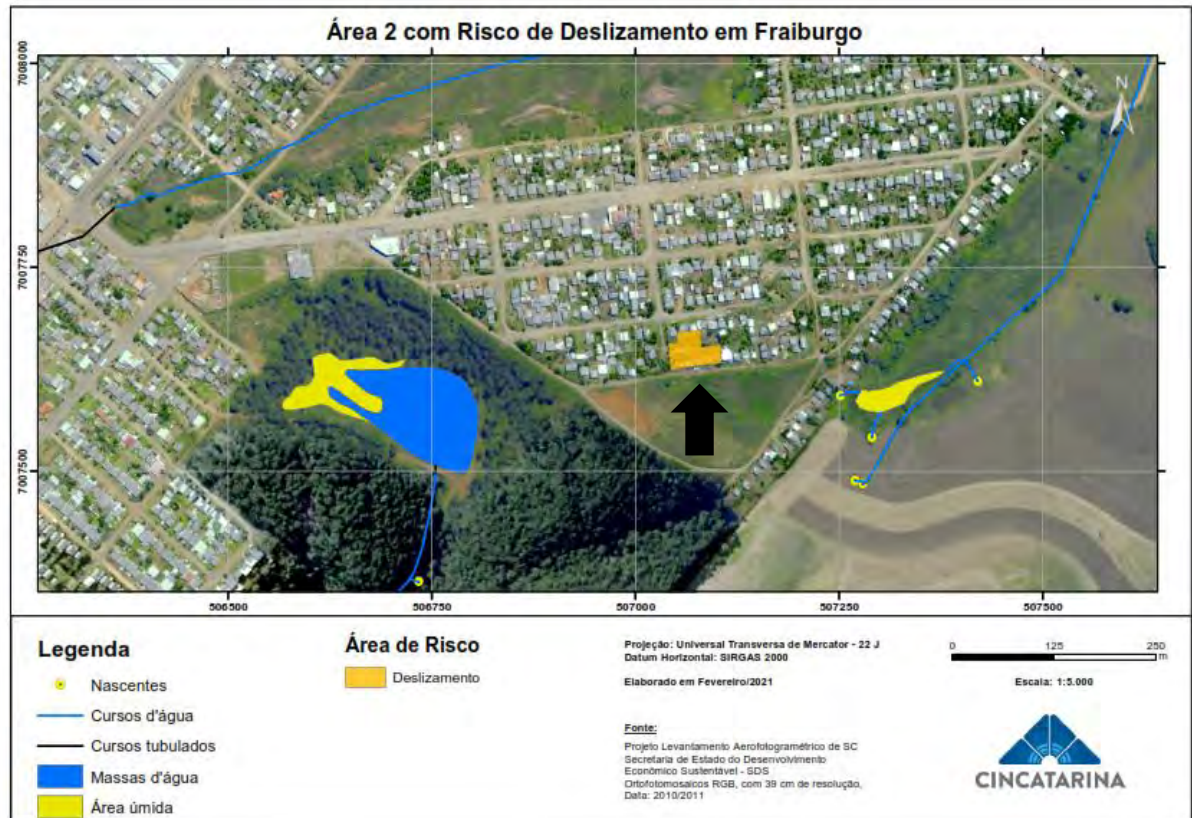 Área 2 com Risco de Deslizamento em Fraiburgo
7008000
7007750
7007500
N
506500
506750
507000
507250
507500
Legenda
Nascentes
Cursos d'água
Cursos tubulados
Massas d'água
Área úmida
Área de Risco
Deslizamento
Projeção: Universal Transversa de Mercator - 22 J
Datum Horizontal: SIRGAS 2000
Elaborado em Fevereiro/2021
Fonte:
Projeto Levantamento Aerofotogramétrico de SC
Secretaria de Estado do Desenvolvimento
Econômico Sustentável - SDS
Ortofotomosaicos RGB, com 39 cm de resolução,
Data: 2010/2011
0 125 250
m
Escala: 1:5.000
CINCATARINA